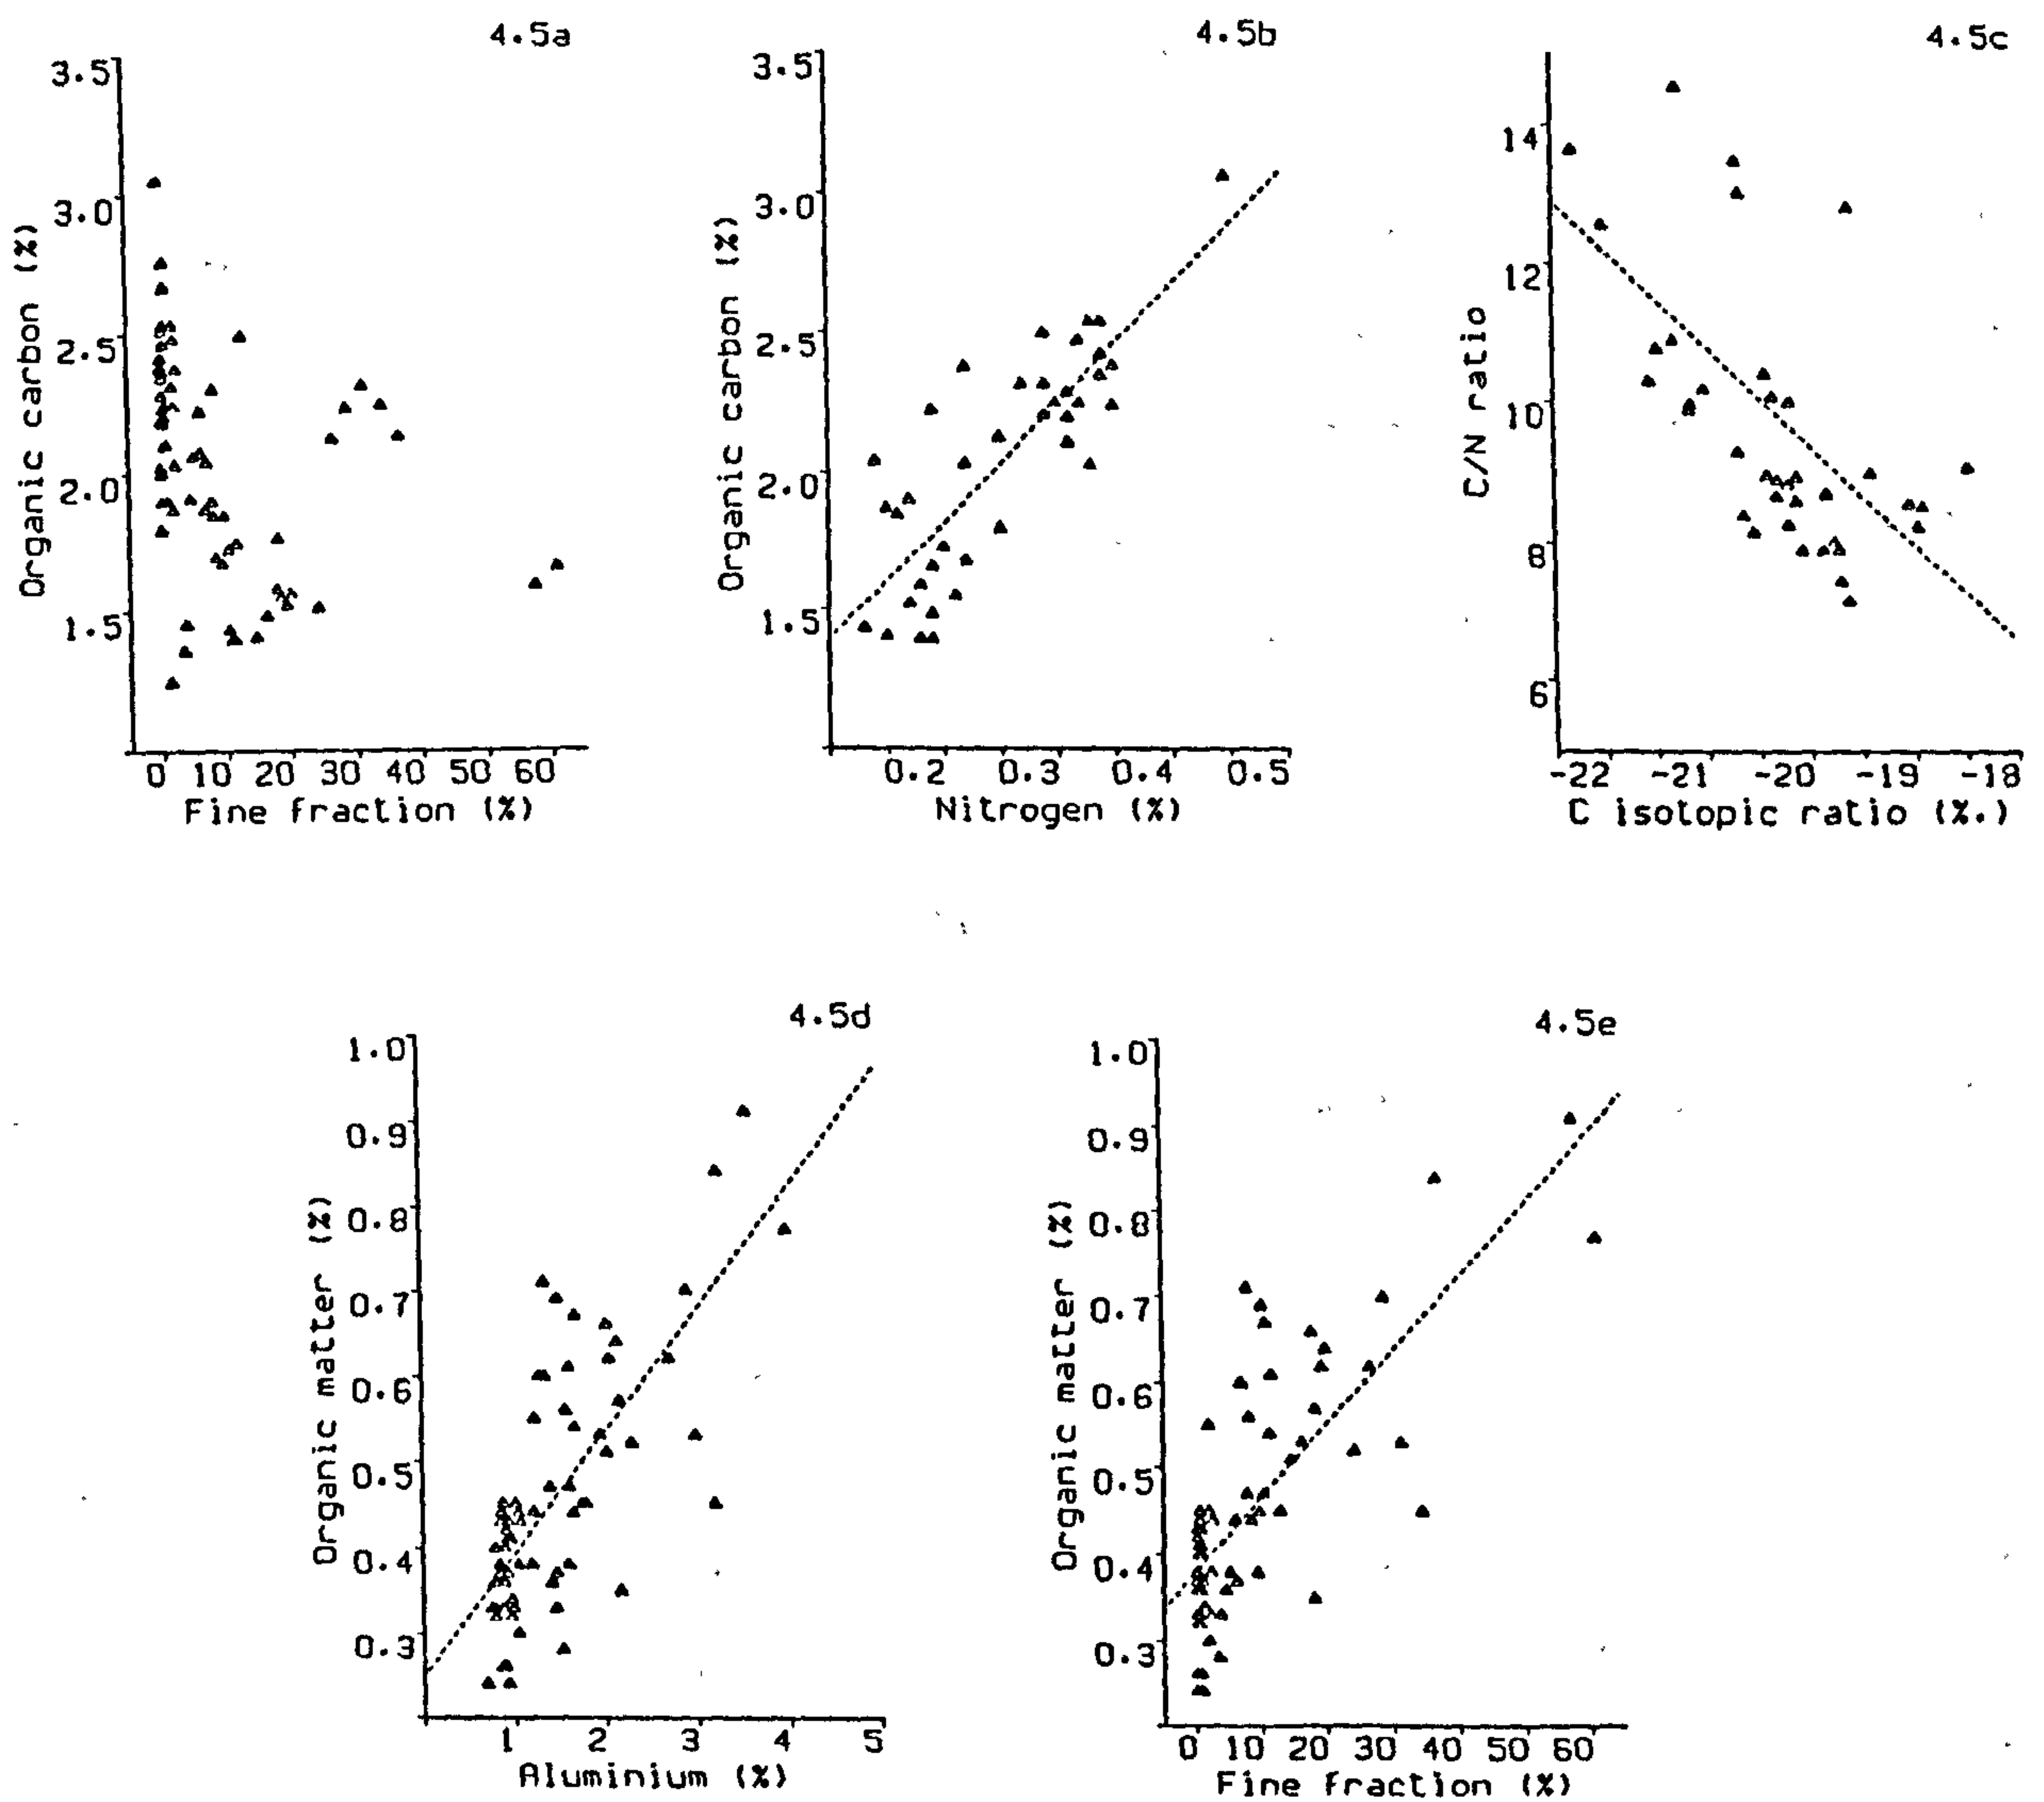 4.5a
3.5
3.0
2.5
2.0
1.5
Organic carbon (%)
0 10 20 30 40 50 60
Fine fraction (%)
4.5b
3.5
3.0
2.5
2.0
1.5
Organic carbon (%)
0.2 0.3 0.4 0.5
Nitrogen (%)
4.5c
14
12
10
8
6
C/N ratio
-22 -21 -20 -19 -18
C isotopic ratio (%.)
4.5d
1.0
0.9
0.8
0.7
0.6
0.5
0.4
0.3
Organic matter (%)
1 2 3 4 5
Aluminium (%)
4.5e
1.0
0.9
0.8
0.7
0.6
0.5
0.4
0.3
Organic matter (%)
0 10 20 30 40 50 60
Fine fraction (%)